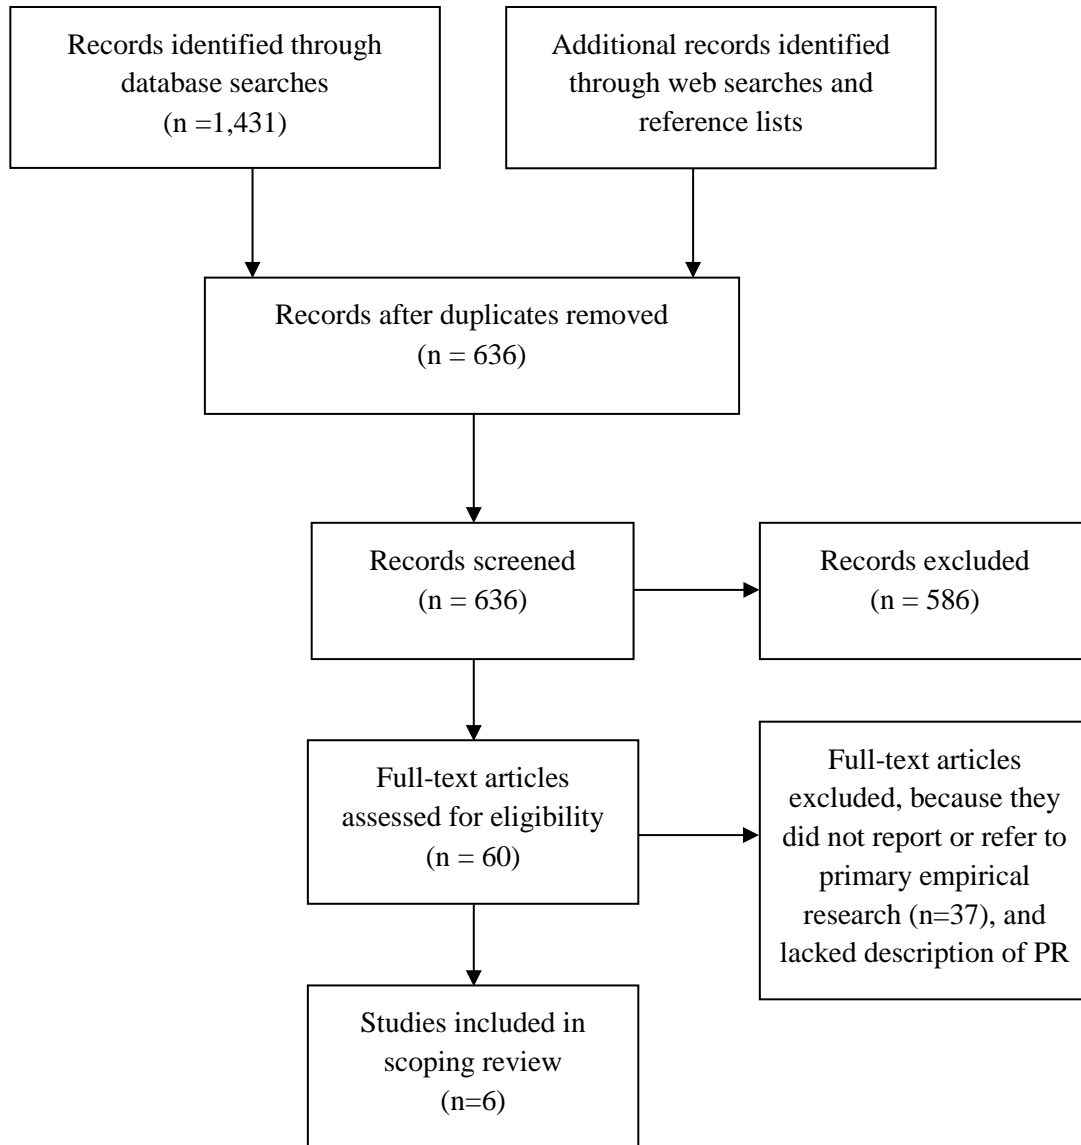 Records identified through
database searches
(n =1,431)
Additional records identified
through web searches and
reference lists
Records after duplicates removed
(n = 636)
Records screened
(n = 636)
Records excluded
(n = 586)
Full-text articles
assessed for eligibility
(n = 60)
Full-text articles
excluded, because they
did not report or refer to
primary empirical
research (n=37), and
lacked description of PR
Studies included in
scoping review
(n=6)